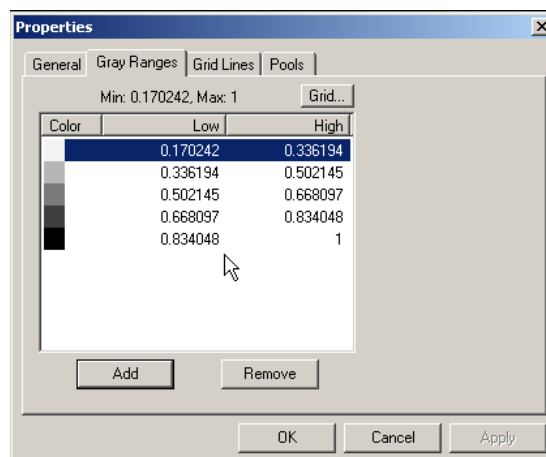 Properties
General Gray Ranges Grid Lines Pools
Min: 0.170242, Max: 1 Grid...
Color Low High
0.170242 0.336194
0.336194 0.502145
0.502145 0.668097
0.668097 0.834048
0.834048 1
Add Remove
OK Cancel Apply